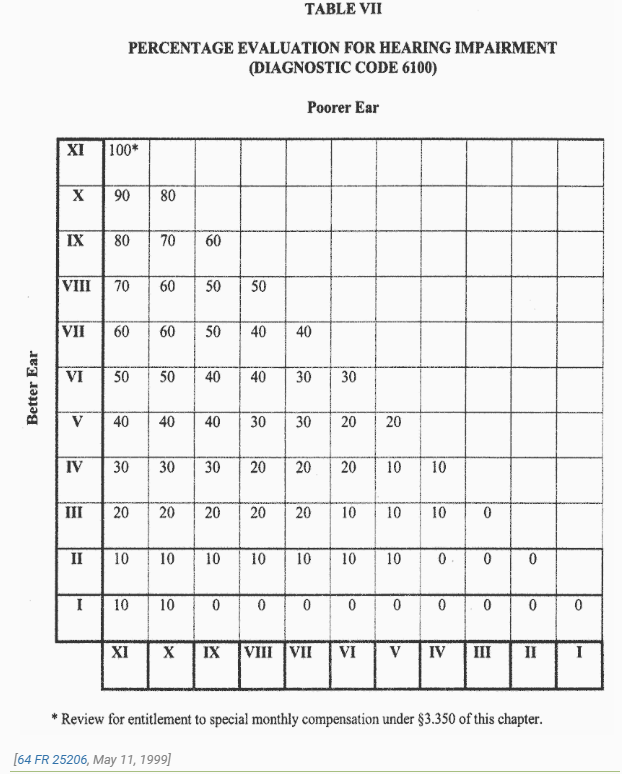 TABLE VII
PERCENTAGE EVALUATION FOR HEARING IMPAIRMENT
(DIAGNOSTIC CODE 6100)
Poorer Ear
Better Ear
XI 100*
X 90 80
IX 80 70 60
VIII 70 60 50 50
VII 60 60 50 40 40
VI 50 50 40 40 30 30
V 40 40 40 30 30 20 20
IV 30 30 30 20 20 20 10 10
III 20 20 20 20 20 10 10 10 0
II 10 10 10 10 10 10 10 0 0 0
I 10 10 0 0 0 0 0 0 0 0 0
XI X IX VIII VII VI V IV III II I
* Review for entitlement to special monthly compensation under §3.350 of this chapter.
[64 FR 25206, May 11, 1999]